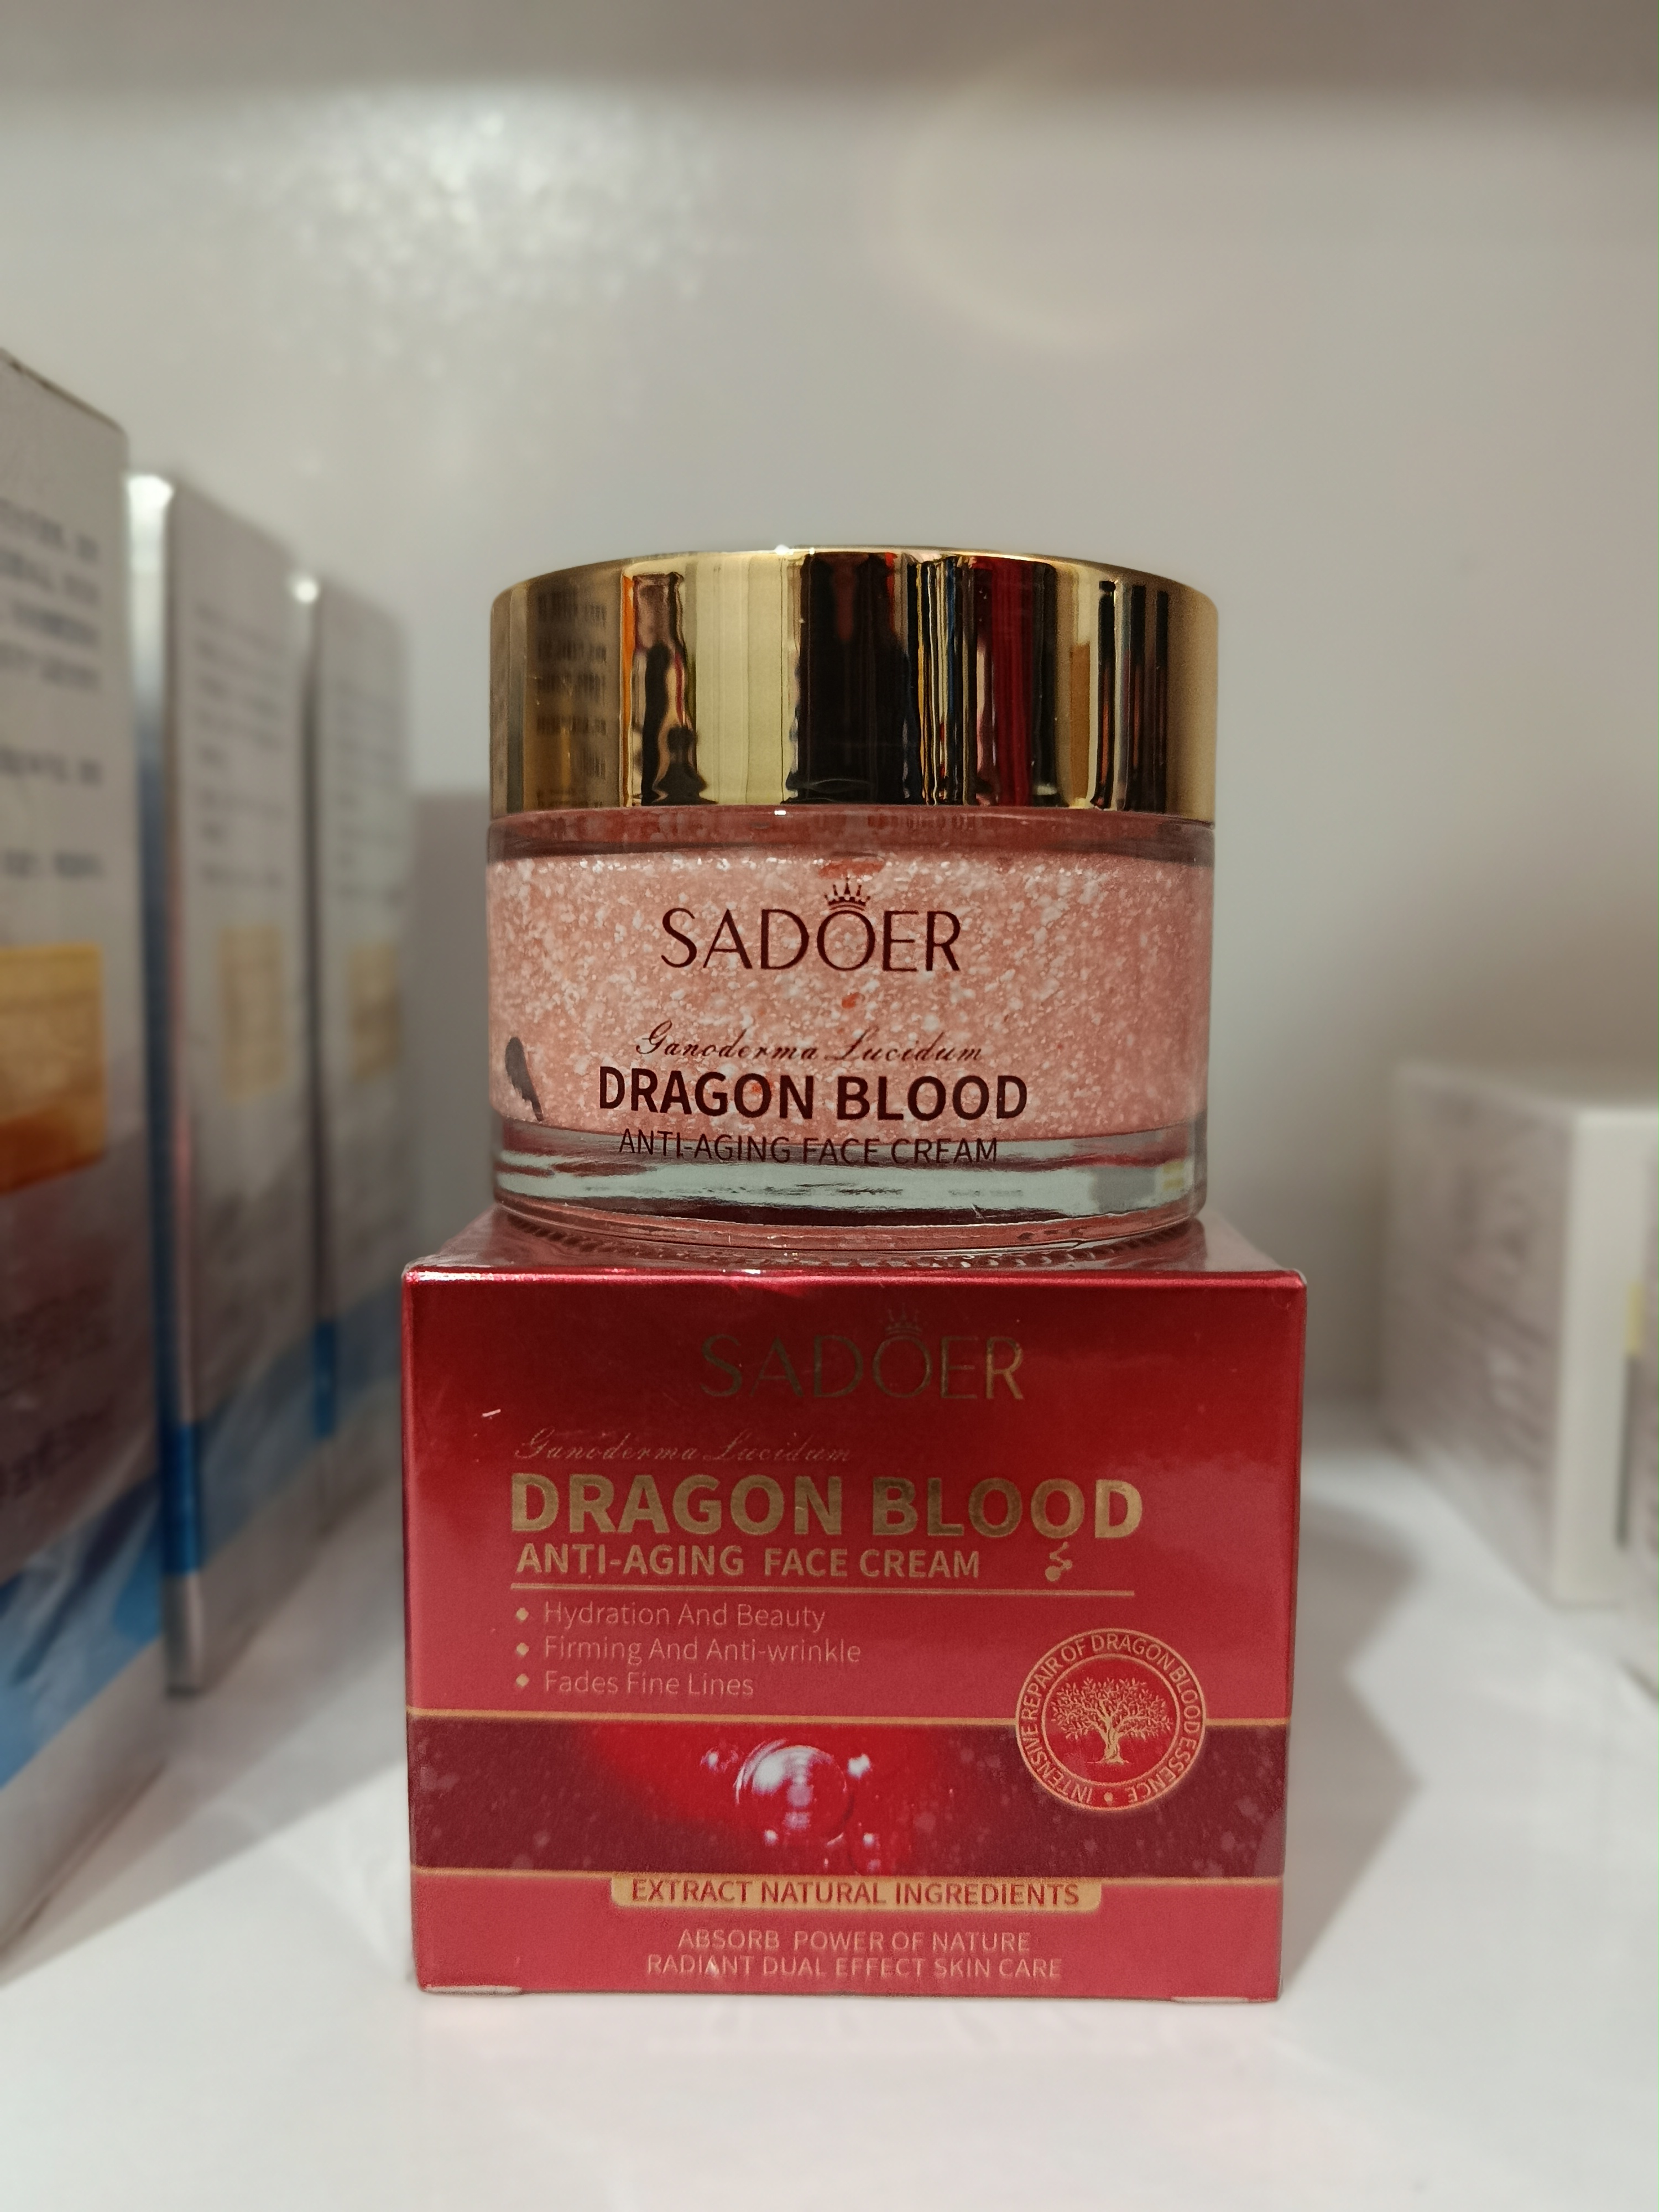 SADOER
Ganoderma Lucidum
DRAGON BLOOD
ANTI-AGING FACE CREAM
SADOER
Ganoderma Lucidum
DRAGON BLOOD
ANTI-AGING FACE CREAM
• Hydration And Beauty
• Firming And Anti-wrinkle
• Fades Fine Lines
INTENSIVE REPAIR OF DRAGON BLOOD ESSENCE •
EXTRACT NATURAL INGREDIENTS
ABSORB POWER OF NATURE
RADIANT DUAL EFFECT SKIN CARE